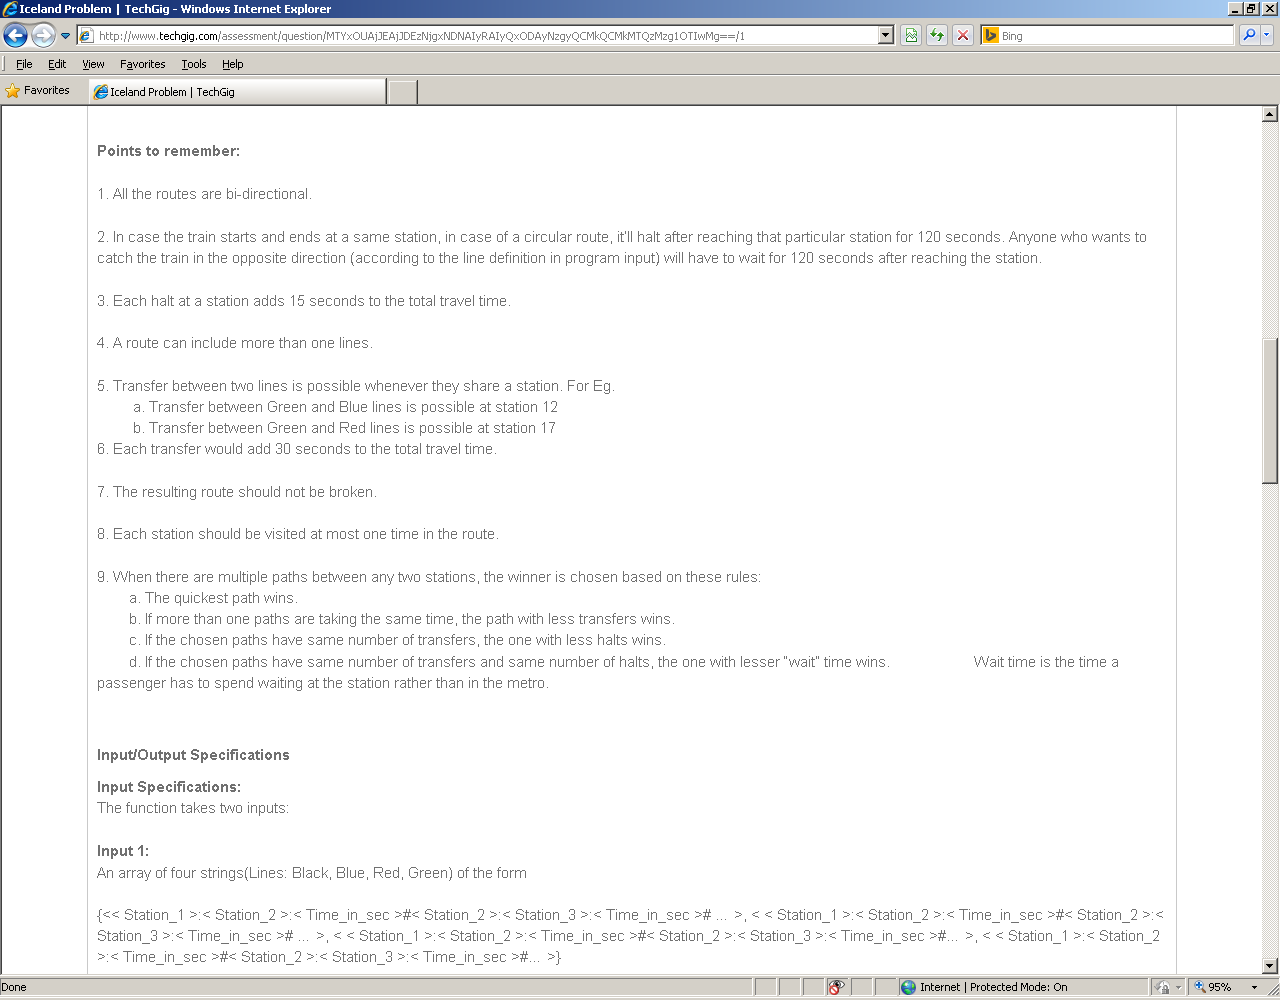 Iceland Problem | TechGig - Windows Internet Explorer
http://www.techgig.com/assessment/question/MTYxOUAjJEAjJDEzNjgxNDNAIyRAIyQxODAyNzgyQCMkQCMkMTQzMzg1OTIwMg==/1
Bing
File Edit View Favorites Tools Help
Favorites
Iceland Problem | TechGig
Points to remember:
1. All the routes are bi-directional.
2. In case the train starts and ends at a same station, in case of a circular route, it'll halt after reaching that particular station for 120 seconds. Anyone who wants to
catch the train in the opposite direction (according to the line definition in program input) will have to wait for 120 seconds after reaching the station.
3. Each halt at a station adds 15 seconds to the total travel time.
4. A route can include more than one lines.
5. Transfer between two lines is possible whenever they share a station. For Eg.
a. Transfer between Green and Blue lines is possible at station 12
b. Transfer between Green and Red lines is possible at station 17
6. Each transfer would add 30 seconds to the total travel time.
7. The resulting route should not be broken.
8. Each station should be visited at most one time in the route.
9. When there are multiple paths between any two stations, the winner is chosen based on these rules:
a. The quickest path wins.
b. If more than one paths are taking the same time, the path with less transfers wins.
c. If the chosen paths have same number of transfers, the one with less halts wins.
d. If the chosen paths have same number of transfers and same number of halts, the one with lesser "wait" time wins. Wait time is the time a
passenger has to spend waiting at the station rather than in the metro.
Input/Output Specifications
Input Specifications:
The function takes two inputs:
Input 1:
An array of four strings(Lines: Black, Blue, Red, Green) of the form
{<< Station_1 >:< Station_2 >:< Time_in_sec >#< Station_2 >:< Station_3 >:< Time_in_sec ># ... >, < < Station_1 >:< Station_2 >:< Time_in_sec >#< Station_2 >:<
Station_3 >:< Time_in_sec ># ... >, < < Station_1 >:< Station_2 >:< Time_in_sec >#< Station_2 >:< Station_3 >:< Time_in_sec >#... >, < < Station_1 >:< Station_2
>:< Time_in_sec >#< Station_2 >:< Station_3 >:< Time_in_sec >#... >}
Done
Internet | Protected Mode: On
95%